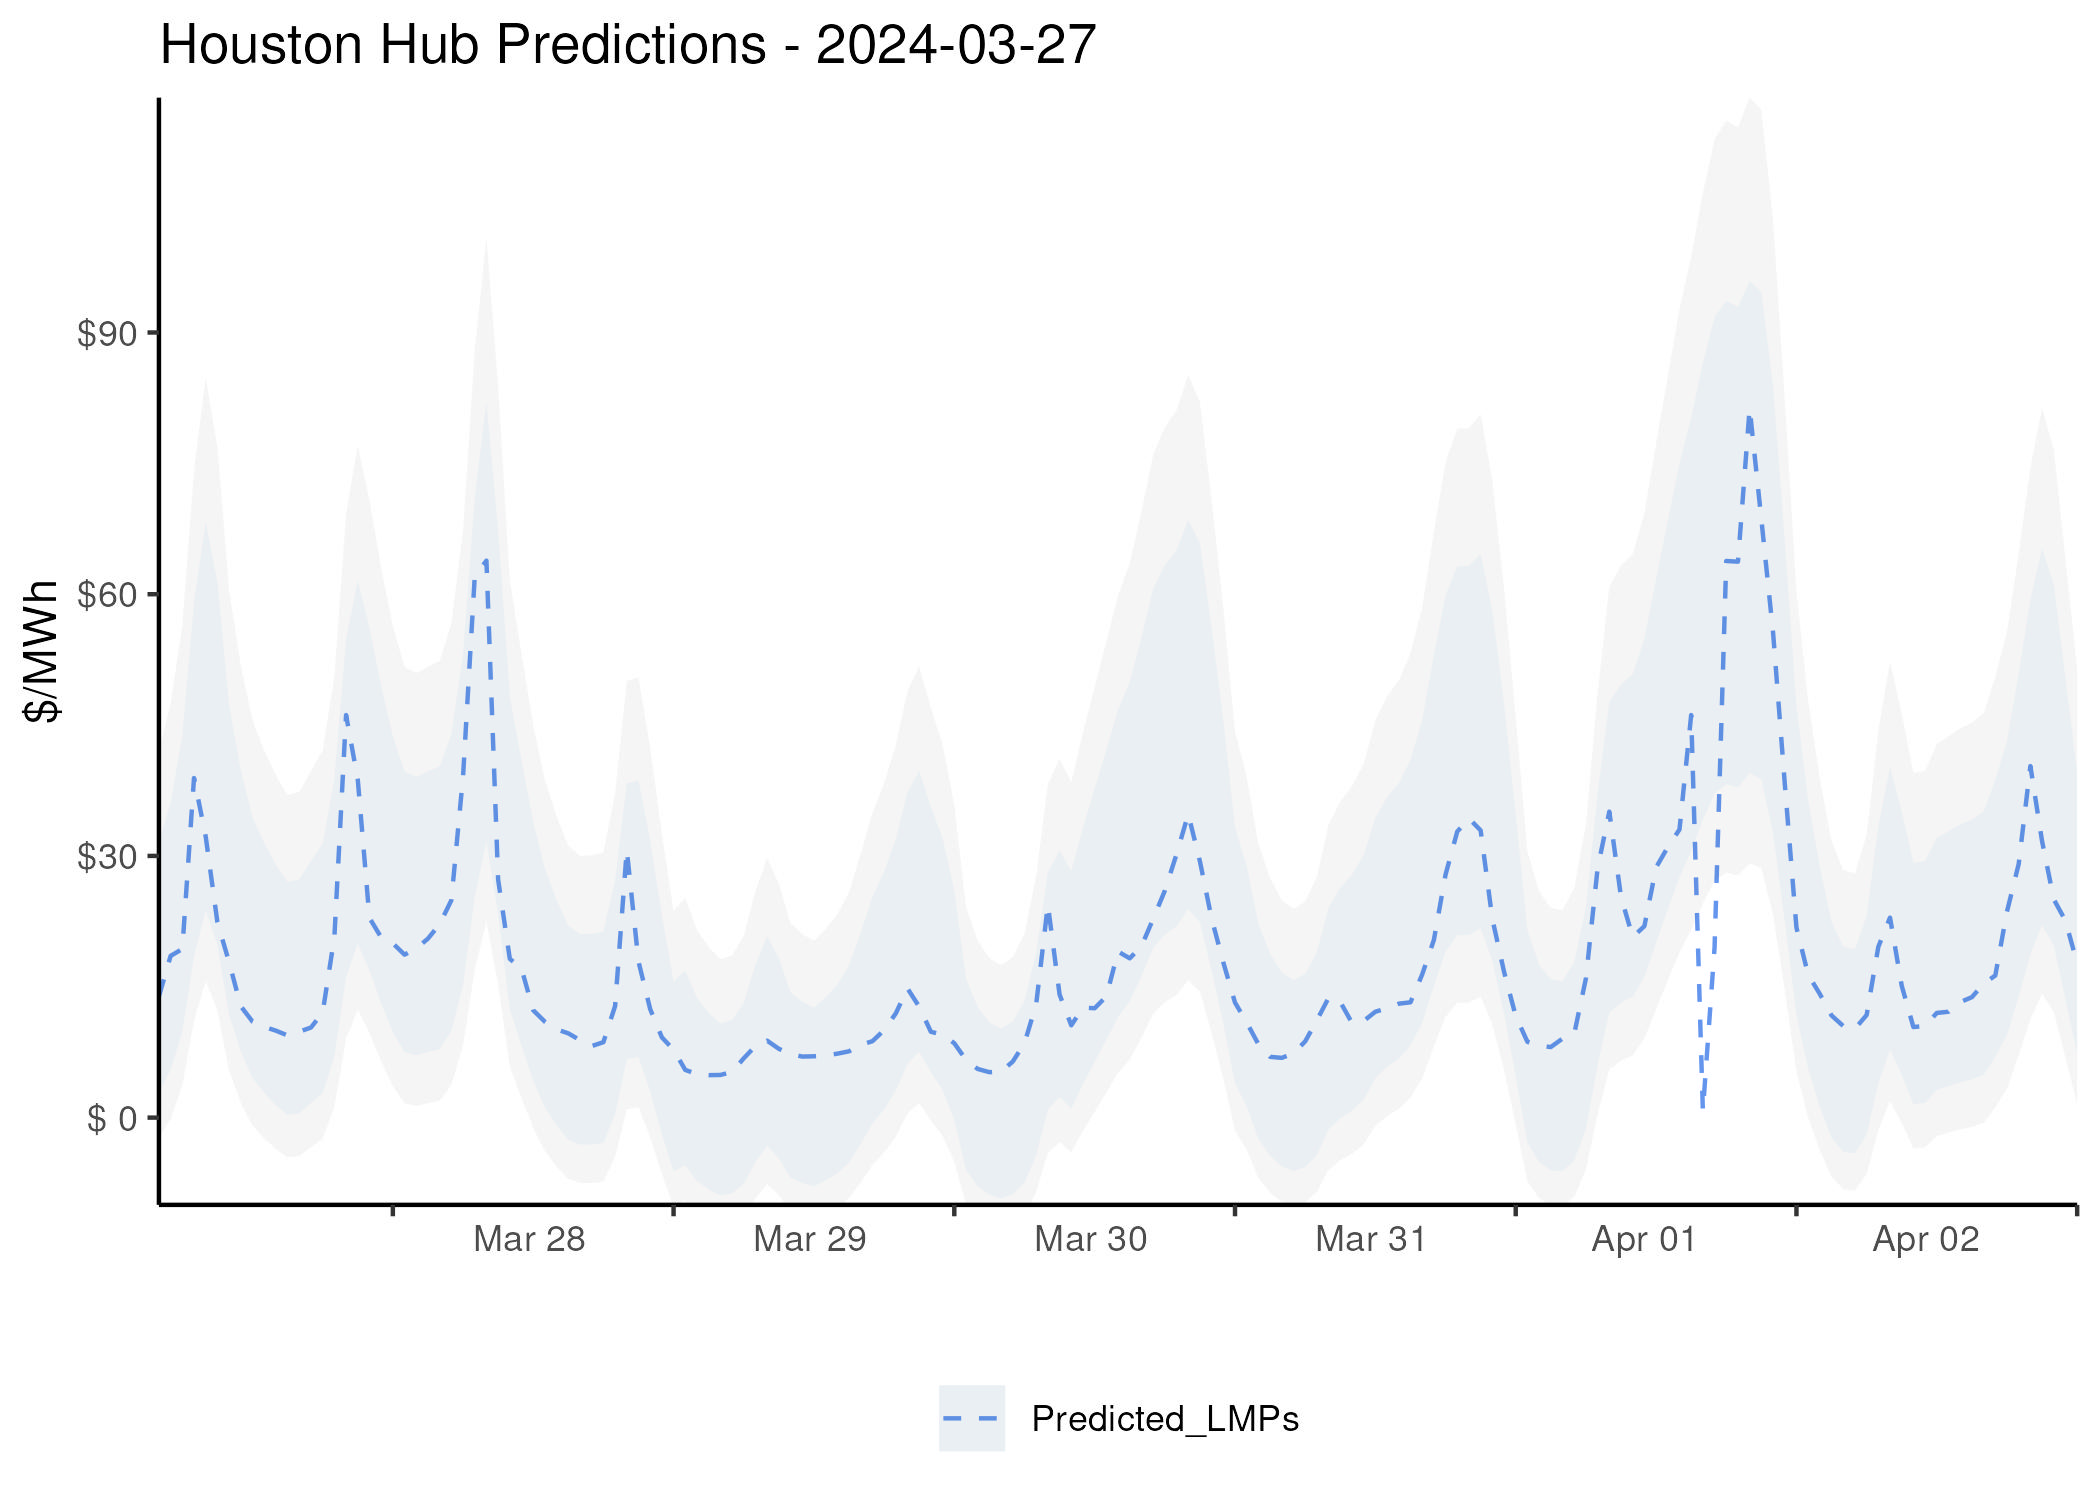 Houston Hub Predictions - 2024-03-27
$/MWh
$90
$60
$30
$ 0
Mar 28 Mar 29 Mar 30 Mar 31 Apr 01 Apr 02
Predicted_LMPs